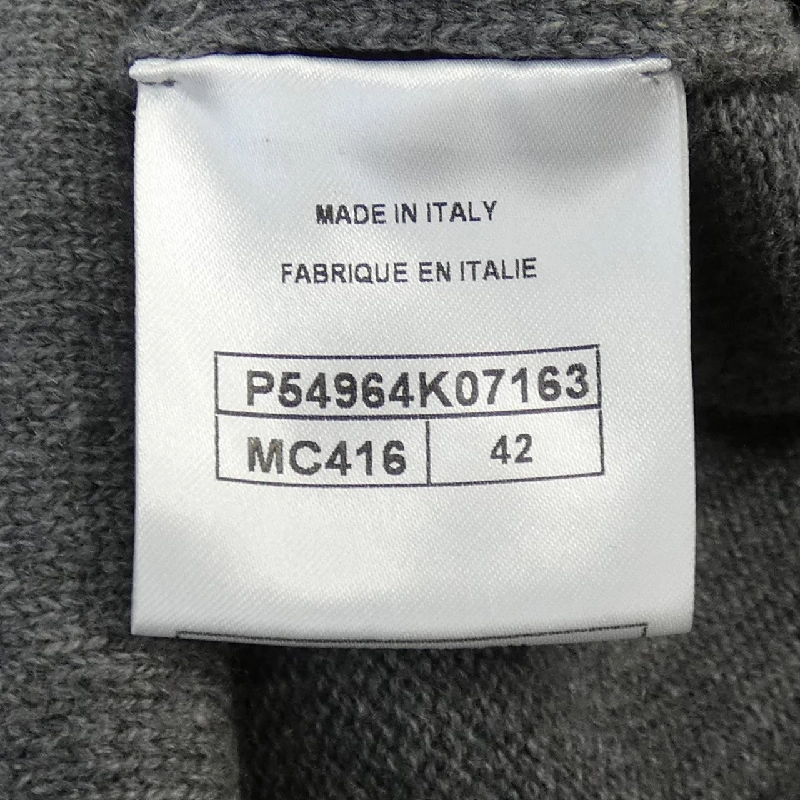 MADE IN ITALY
FABRIQUE EN ITALIE
P54964K07163
MC416 42